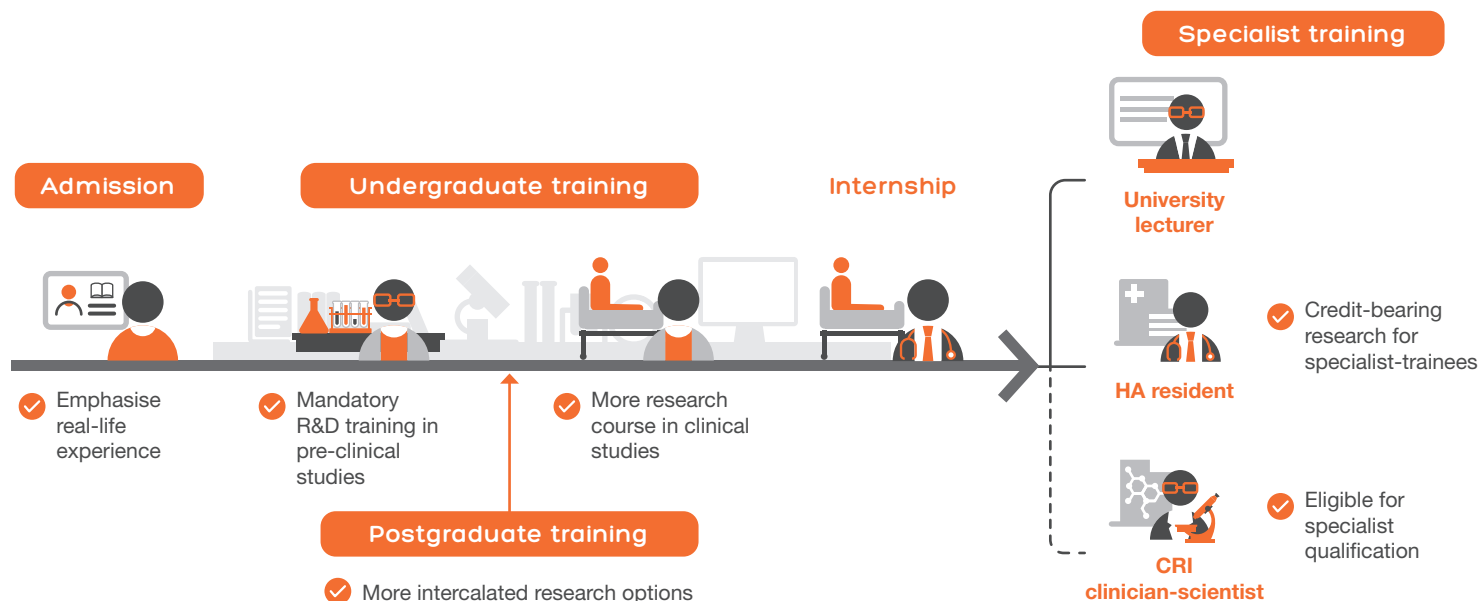 Specialist training
Admission
Undergraduate training
Internship
University
lecturer
Emphasise
real-life
experience
Mandatory
R&D training in
pre-clinical
studies
More research
course in clinical
studies
HA resident
Credit-bearing
research for
specialist-trainees
Postgraduate training
More intercalated research options
CRI
clinician-scientist
Eligible for
specialist
qualification